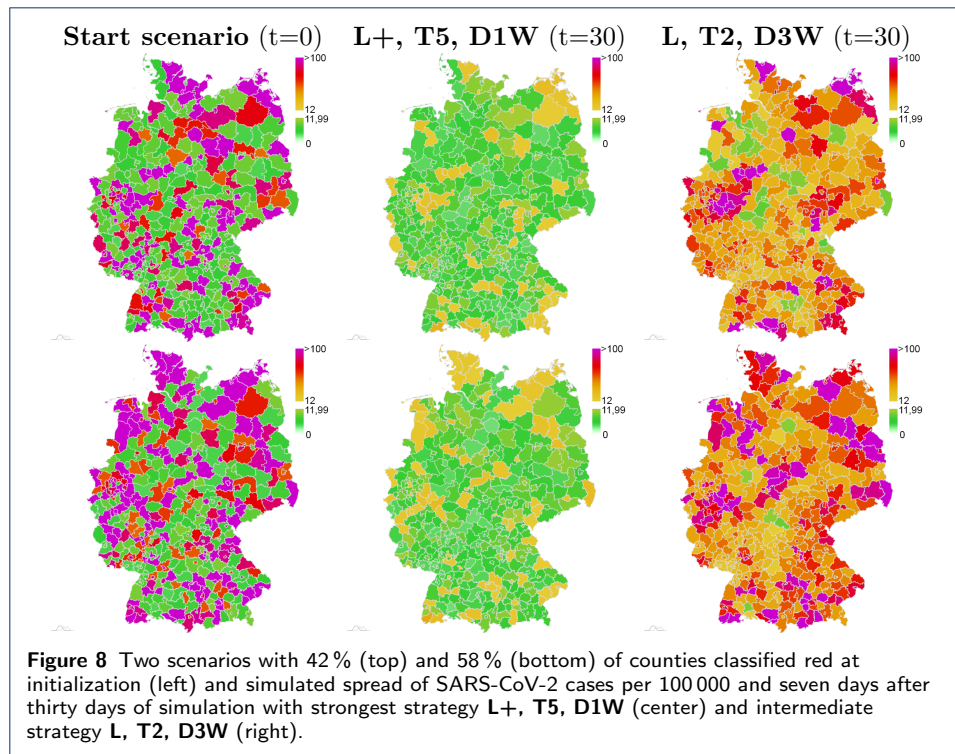 Start scenario (t=0) L+, T5, D1W (t=30) L, T2, D3W (t=30)
>100 >100 >100
12 12 12
11,99 11,99 11,99
0 0 0
>100 >100 >100
12 12 12
11,99 11,99 11,99
0 0 0
Figure 8 Two scenarios with 42 % (top) and 58 % (bottom) of counties classified red at
initialization (left) and simulated spread of SARS-CoV-2 cases per 100 000 and seven days after
thirty days of simulation with strongest strategy L+, T5, D1W (center) and intermediate
strategy L, T2, D3W (right).